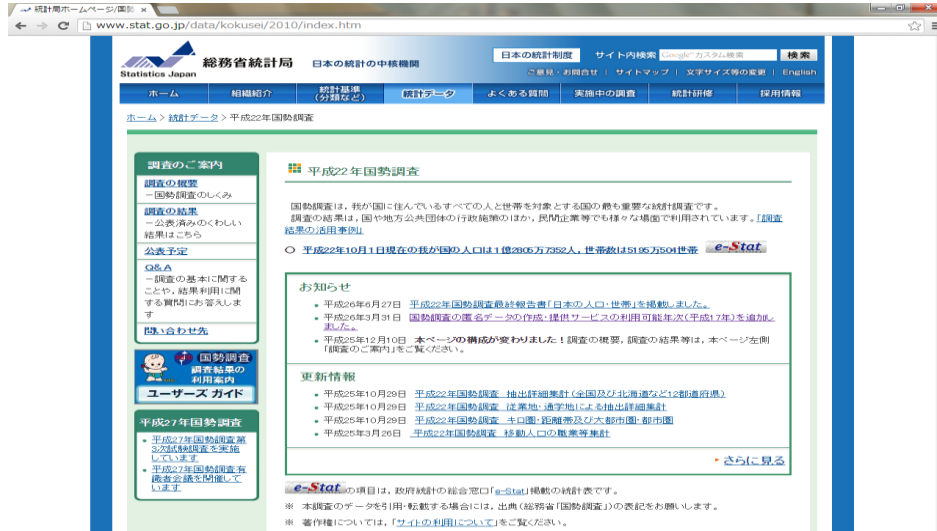 統計局ホームページ/国勢
www.stat.go.jp/data/kokusei/2010/index.htm
Statistics Japan
総務省統計局 日本の統計の中核機関
日本の統計制度 サイト内検索 Google カスタム検索 検索
ご意見・お問合せ | サイトマップ | 文字サイズ等の変更 | English
ホーム 組織紹介 統計基準(分類など) 統計データ よくある質問 実施中の調査 統計研修 採用情報
ホーム > 統計データ > 平成22年国勢調査
調査のご案内
調査の概要
-国勢調査のしくみ
調査の結果
-公表済みのくわしい
結果はこちら
公表予定
Q&A
-調査の基本に関する
ことや,結果利用に関
する質問にお答えしま
す
問い合わせ先
国勢調査
調査結果の
利用案内
ユーザーズ ガイド
平成27年国勢調査
・平成27年国勢調査第
3次試験調査を実施
しています
・平成27年国勢調査有
識者会議を開催して
います
平成22年国勢調査
国勢調査は,我が国に住んでいるすべての人と世帯を対象とする国の最も重要な統計調査です。
調査の結果は,国や地方公共団体の行政施策のほか,民間企業等でも様々な場面で利用されています。「調査
結果の活用事例」
○ 平成22年10月1日現在の我が国の人口は1億2805万7352人,世帯数は5195万504世帯 e-Stat
お知らせ
・平成26年6月27日 平成22年国勢調査最終報告書「日本の人口・世帯」を掲載しました。
・平成26年3月31日 国勢調査の匿名データの作成・提供サービスの利用可能年次(平成17年)を追加し
ました。
・平成25年12月10日 本ページの構成が変わりました!調査の概要,調査の結果等は,本ページ左側
「調査のご案内」をご覧ください。
更新情報
・平成25年10月29日 平成22年国勢調査 抽出詳細集計(全国及び北海道など12都道府県)
・平成25年10月29日 平成22年国勢調査 従業地・通学地による抽出詳細集計
・平成25年10月29日 平成22年国勢調査 キロ圏・距離帯及び大都市圏・都市圏
・平成25年3月26日 平成22年国勢調査 移動人口の職業等集計
さらに見る
e-Stat の項目は,政府統計の総合窓口「e-Stat」掲載の統計表です。
※ 本調査のデータを引用・転載する場合には,出典(総務省「国勢調査」)の表記をお願いします。
※ 著作権については,「サイトの利用について」をご覧ください。